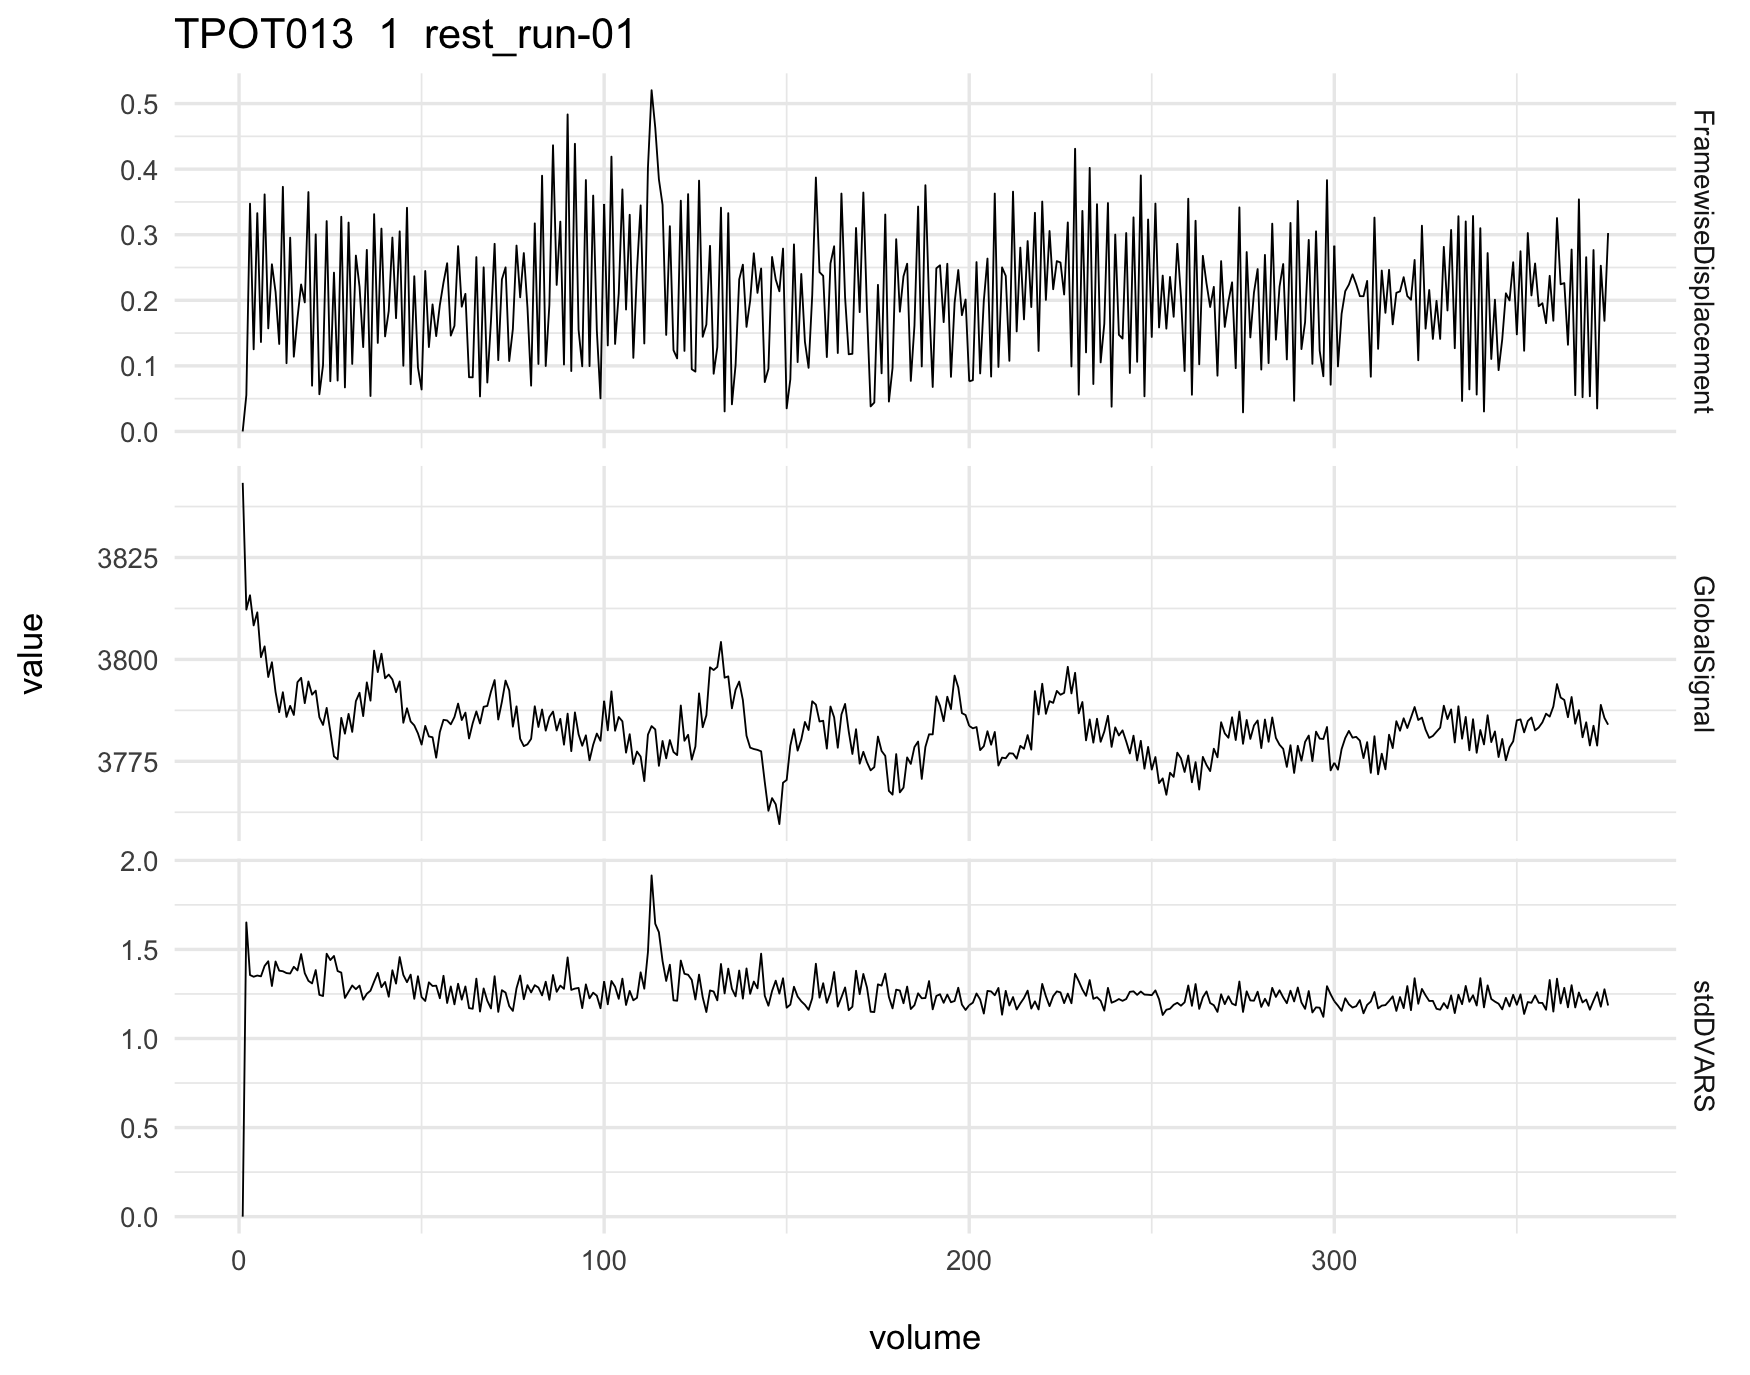 TPOT013 1 rest_run-01
0.5
0.4
0.3
0.2
0.1
0.0
FramewiseDisplacement
3825
3800
3775
GlobalSignal
value
2.0
1.5
1.0
0.5
0.0
stdDVARS
0 100 200 300
volume